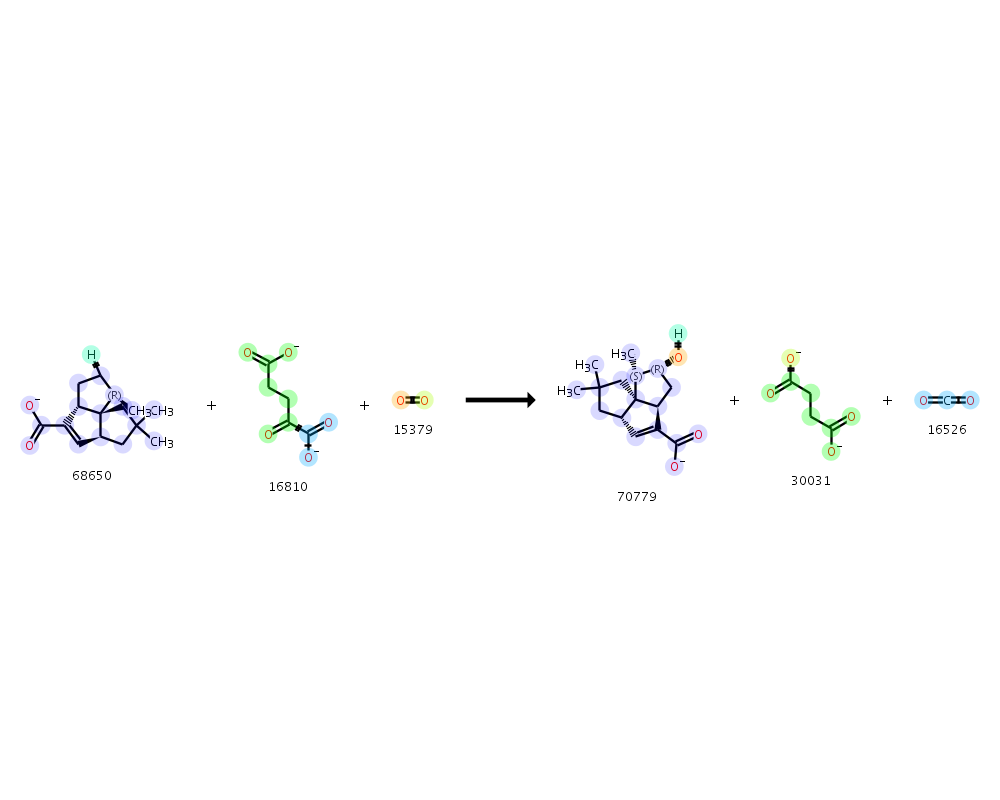 H
(R)
CH₃
CH₃
CH₃
O⁻
O
68650
+
O
O⁻
O
O
O⁻
16810
+
O
O
15379
H
O
H₃C
H₃C
H₃C
(S)
(R)
O
O⁻
70779
+
O⁻
O
O
O⁻
30031
+
O
C
O
16526